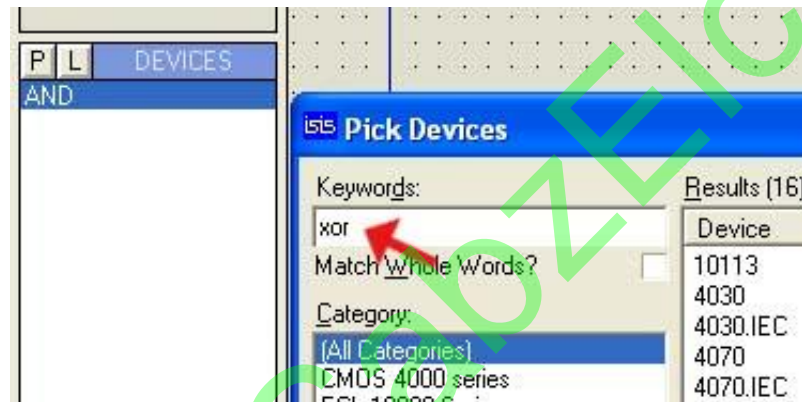 P L DEVICES
AND
isis Pick Devices
Keywords:
xor
Match Whole Words?
Category:
(All Categories)
CMOS 4000 series
Results (16)
Device
10113
4030
4030.IEC
4070
4070.IEC